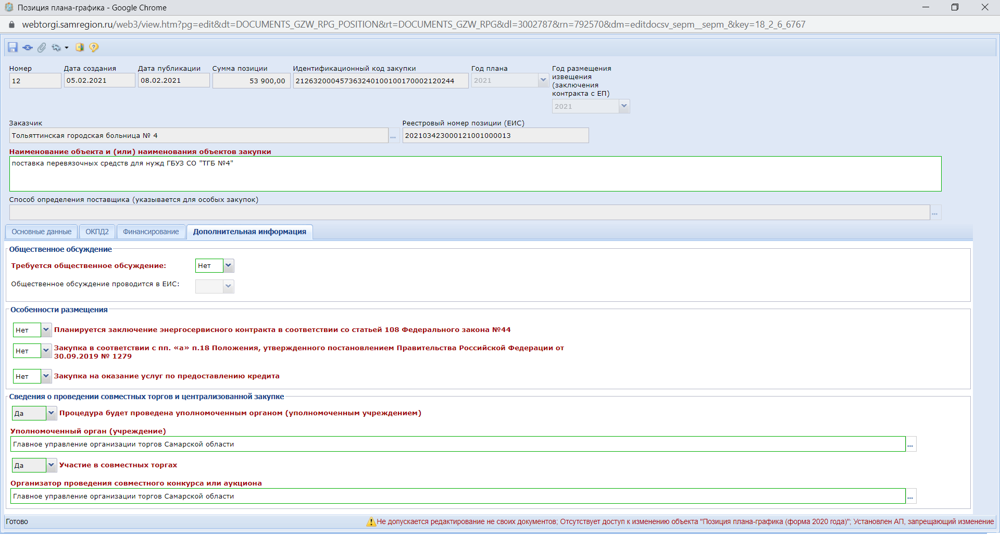 Позиция плана-графика - Google Chrome
webtorgi.samregion.ru/web3/view.htm?pg=edit&dt=DOCUMENTS_GZW_RPG_POSITION&rt=DOCUMENTS_GZW_RPG&dl=3002787&rn=792570&dm=editdocsv_sepm__sepm_&key=18_2_6_6767
Номер
12
Дата создания
05.02.2021
Дата публикации
08.02.2021
Сумма позиции
53 900,00
Идентификационный код закупки
212632000457363240100100170002120244
Год плана
2021
Год размещения
извещения
(заключения
контракта с ЕП)
2021
Заказчик
Тольяттинская городская больница № 4
...
Реестровый номер позиции (ЕИС)
202103423000121001000013
Наименование объекта и (или) наименования объектов закупки
поставка перевязочных средств для нужд ГБУЗ СО "ТГБ №4"
Способ определения поставщика (указывается для особых закупок)
...
Основные данные
ОКПД2
Финансирование
Дополнительная информация
Общественное обсуждение
Требуется общественное обсуждение:
Нет
Общественное обсуждение проводится в ЕИС:
Особенности размещения
Нет
Планируется заключение энергосервисного контракта в соответствии со статьей 108 Федерального закона №44
Нет
Закупка в соответствии с пп. «а» п.18 Положения, утвержденного постановлением Правительства Российской Федерации от
30.09.2019 № 1279
Нет
Закупка на оказание услуг по предоставлению кредита
Сведения о проведении совместных торгов и централизованной закупке
Да
Процедура будет проведена уполномоченным органом (уполномоченным учреждением)
Уполномоченный орган (учреждение)
Главное управление организации торгов Самарской области
...
Да
Участие в совместных торгах
Организатор проведения совместного конкурса или аукциона
Главное управление организации торгов Самарской области
...
Готово
Не допускается редактирование не своих документов; Отсутствует доступ к изменению объекта "Позиция плана-графика (форма 2020 года)"; Установлен АП, запрещающий изменение